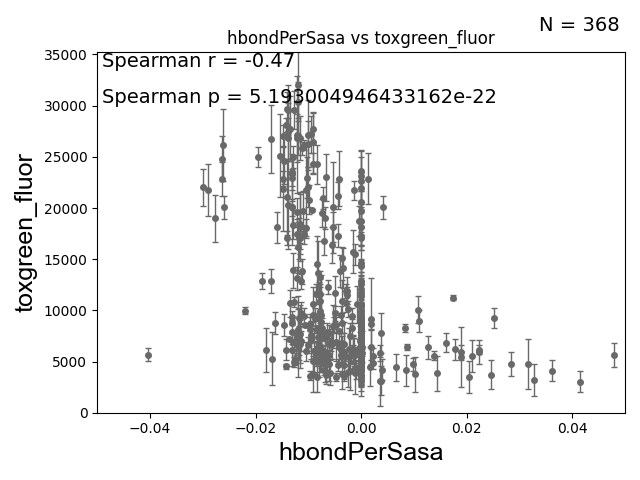 N = 368
hbondPerSasa vs toxgreen_fluor
Spearman r = -0.47
Spearman p = 5.193004946433162e-22
toxgreen_fluor
35000
30000
25000
20000
15000
10000
5000
0
−0.04 −0.02 0.00 0.02 0.04
hbondPerSasa